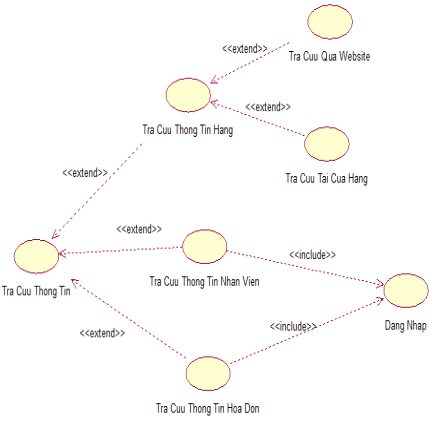 <<extend>>
Tra Cuu Qua Website
<<extend>>
Tra Cuu Thong Tin Hang
<<extend>>
Tra Cuu Tai Cua Hang
<<extend>>
<<include>>
Tra Cuu Thong Tin Nhan Vien
Tra Cuu Thong Tin
<<include>>
Dang Nhap
<<extend>>
Tra Cuu Thong Tin Hoa Don